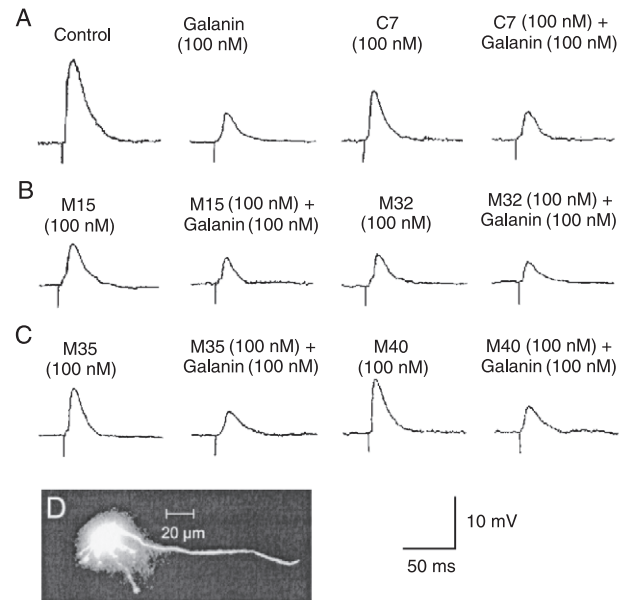 A
Control
Galanin
(100 nM)
C7
(100 nM)
C7 (100 nM) +
Galanin (100 nM)
B
M15
(100 nM)
M15 (100 nM) +
Galanin (100 nM)
M32
(100 nM)
M32 (100 nM) +
Galanin (100 nM)
C
M35
(100 nM)
M35 (100 nM) +
Galanin (100 nM)
M40
(100 nM)
M40 (100 nM) +
Galanin (100 nM)
D
20 μm
10 mV
50 ms